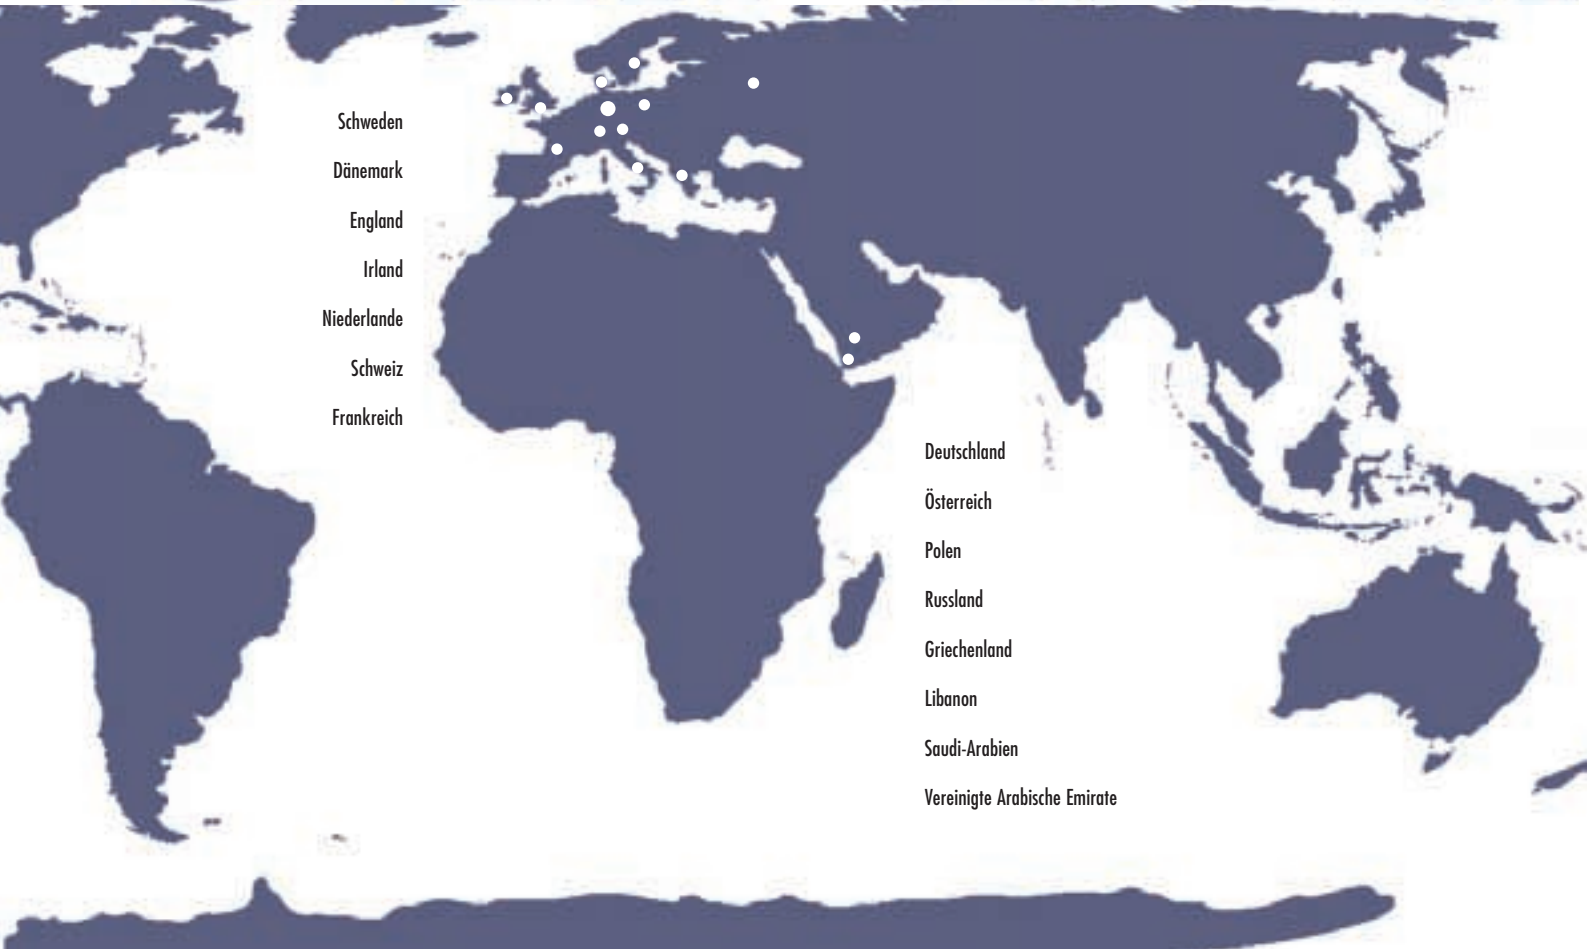 Schweden
Dänemark
England
Irland
Niederlande
Schweiz
Frankreich
Deutschland
Österreich
Polen
Russland
Griechenland
Libanon
Saudi-Arabien
Vereinigte Arabische Emirate